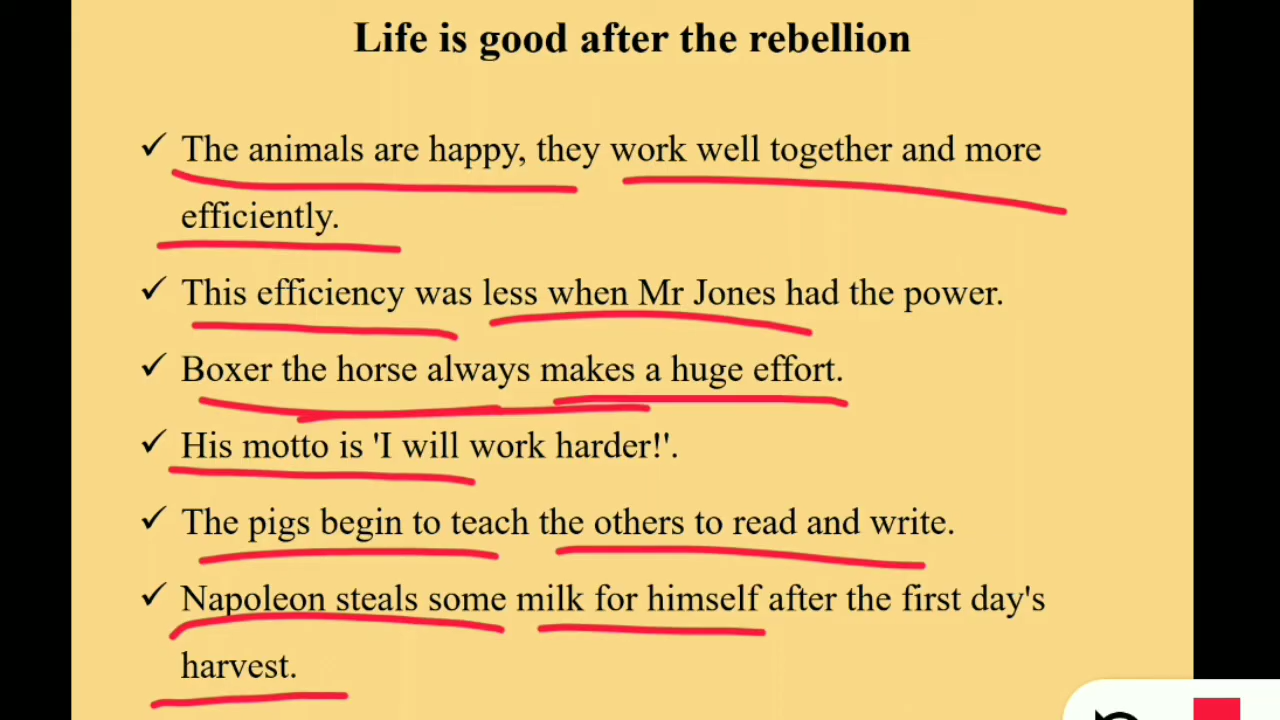 Life is good after the rebellion
✓ The animals are happy, they work well together and more
efficiently.
✓ This efficiency was less when Mr Jones had the power.
✓ Boxer the horse always makes a huge effort.
✓ His motto is 'I will work harder!'.
✓ The pigs begin to teach the others to read and write.
✓ Napoleon steals some milk for himself after the first day's
harvest.